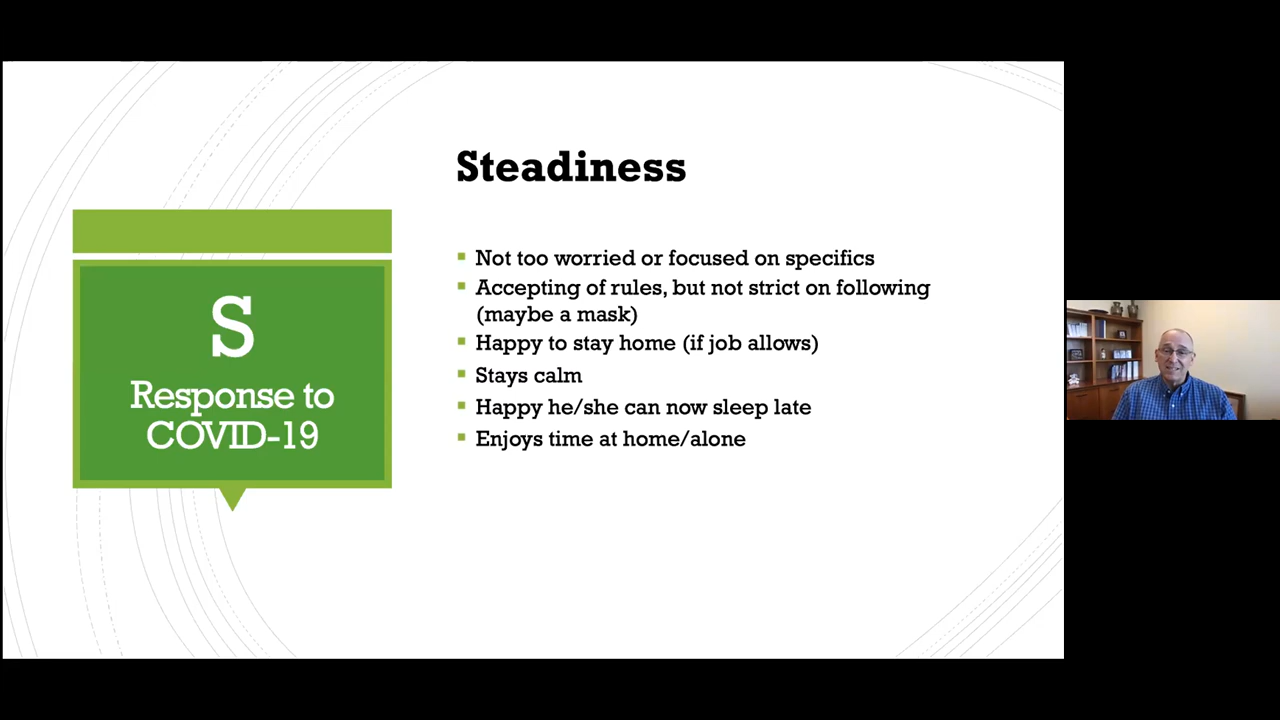 Steadiness
S
Response to
COVID-19
Not too worried or focused on specifics
Accepting of rules, but not strict on following
(maybe a mask)
Happy to stay home (if job allows)
Stays calm
Happy he/she can now sleep late
Enjoys time at home/alone